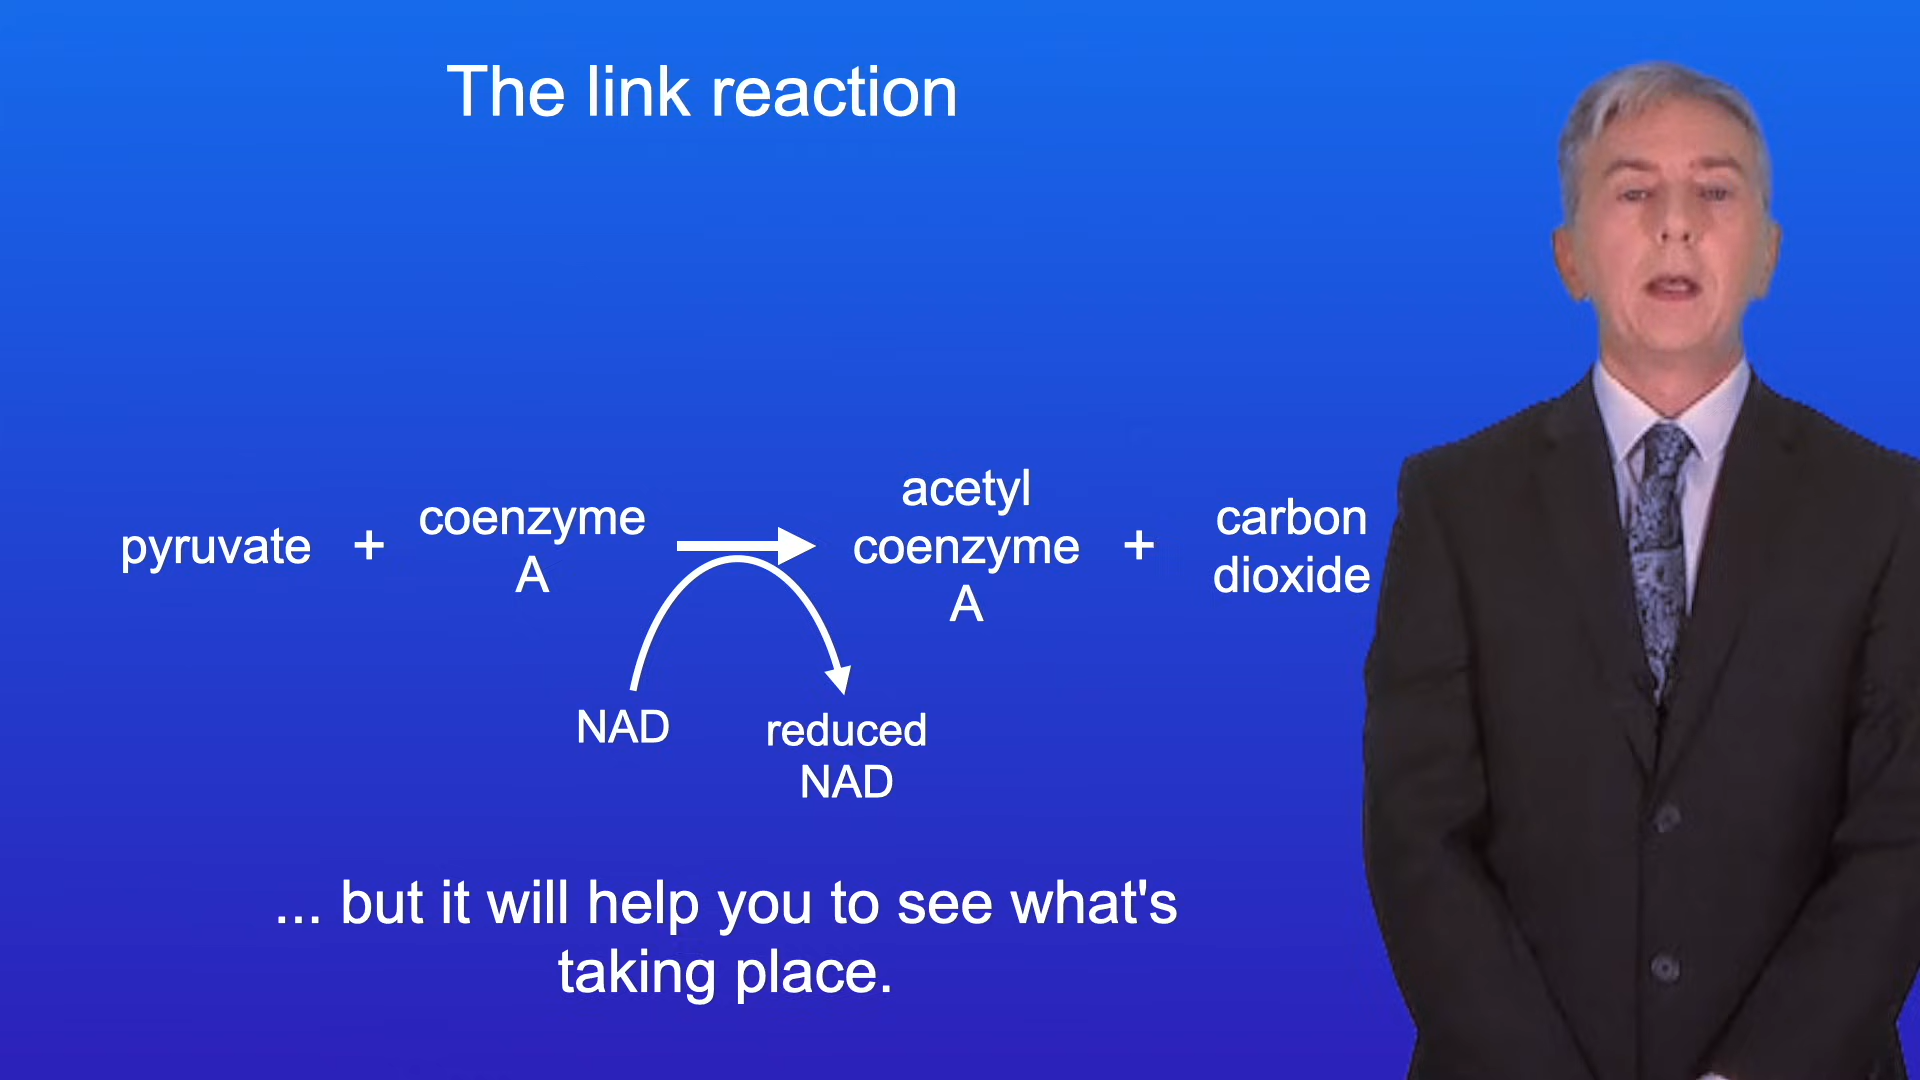 The link reaction
pyruvate + coenzyme A acetyl coenzyme A + carbon dioxide
NAD reduced NAD
... but it will help you to see what's
taking place.